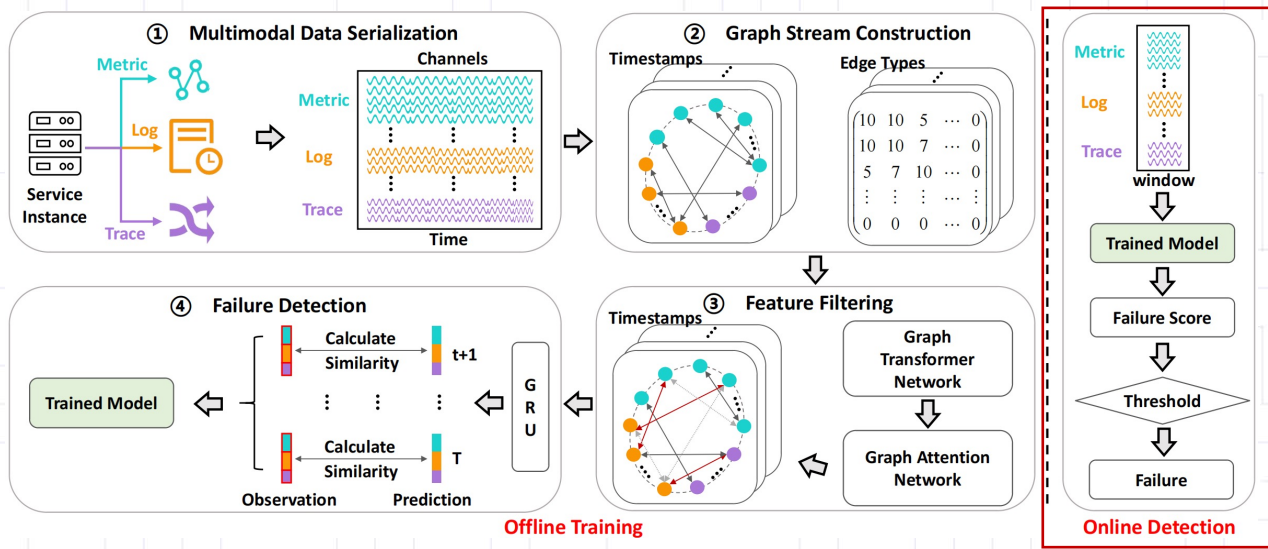 ① Multimodal Data Serialization
Metric
Log
Trace
Service
Instance
Channels
Metric
Log
Trace
Time
② Graph Stream Construction
Timestamps
Edge Types
10 10 5 ⋯ 0
10 10 7 ⋯ 0
5 7 10 ⋯ 0
⋮ ⋮ ⋮ ⋮
0 0 0 ⋯ 0
③ Feature Filtering
Timestamps
Graph
Transformer
Network
Graph Attention
Network
④ Failure Detection
Calculate
Similarity
t+1
Calculate
Similarity
T
Observation
Prediction
G
R
U
Trained Model
Offline Training
Metric
Log
Trace
window
Trained Model
Failure Score
Threshold
Failure
Online Detection